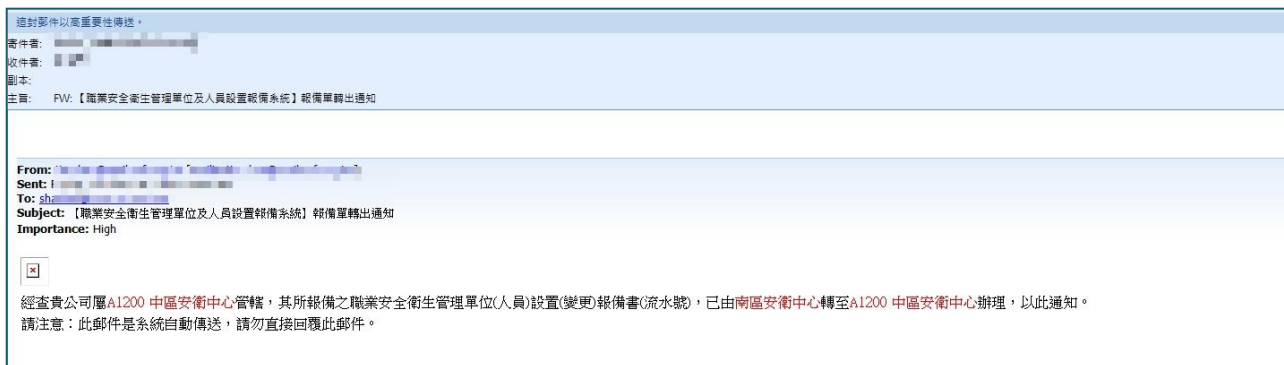 這封郵件以高重要性傳送。
寄件者:
收件者:
副本:
主旨: FW: 【職業安全衛生管理單位及人員設置報備系統】報備單轉出通知
From:
Sent:
To: sha
Subject: 【職業安全衛生管理單位及人員設置報備系統】報備單轉出通知
Importance: High
經查貴公司屬A1200 中區安衛中心管轄，其所報備之職業安全衛生管理單位(人員)設置(變更)報備書(流水號)，已由南區安衛中心轉至A1200 中區安衛中心辦理，以此通知。
請注意：此郵件是系統自動傳送，請勿直接回覆此郵件。